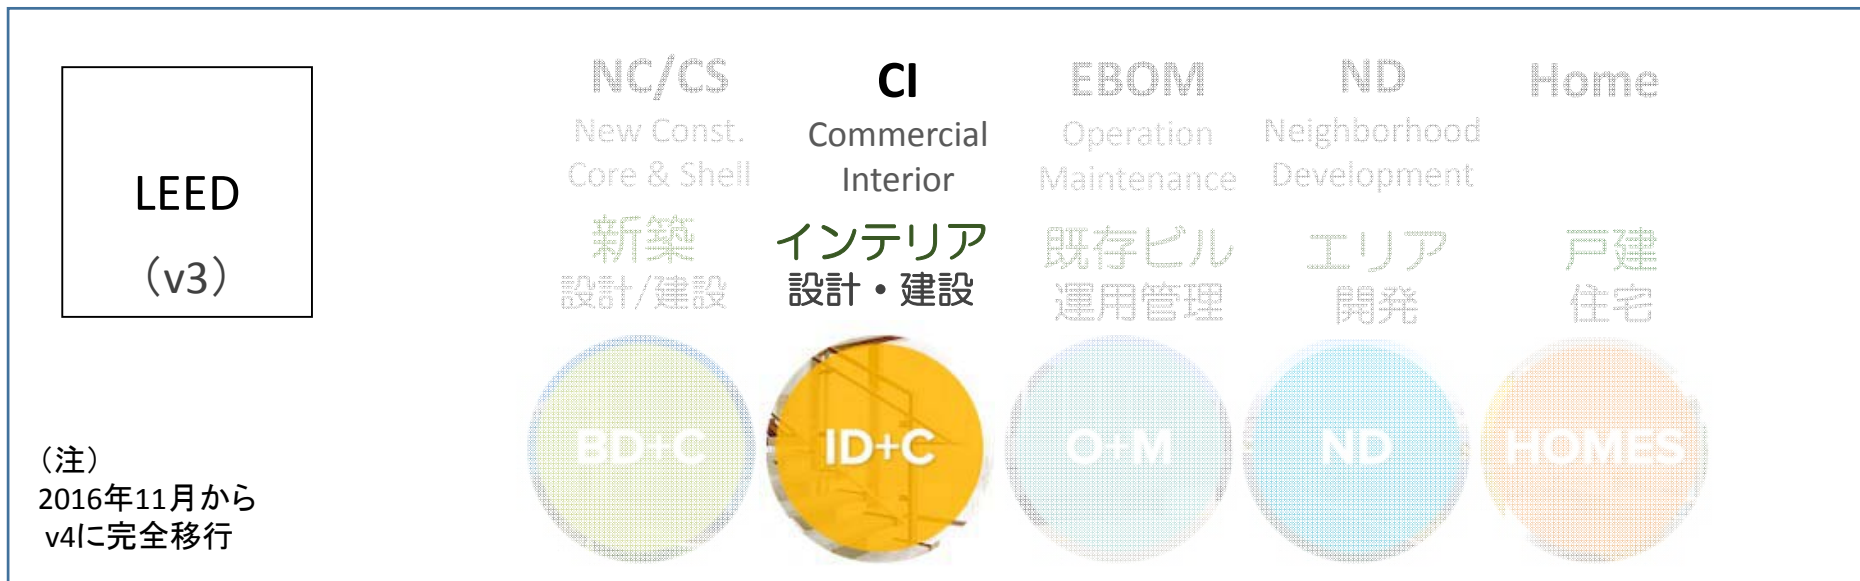 LEED
（v3）
（注）
2016年11月から
v4に完全移行
NC/CS
New Const.
Core & Shell
新築
設計/建設
BD+C
CI
Commercial
Interior
インテリア
設計・建設
ID+C
EBOM
Operation
Maintenance
既存ビル
運用管理
O+M
ND
Neighborhood
Development
エリア
開発
ND
Home
戸建
住宅
HOMES